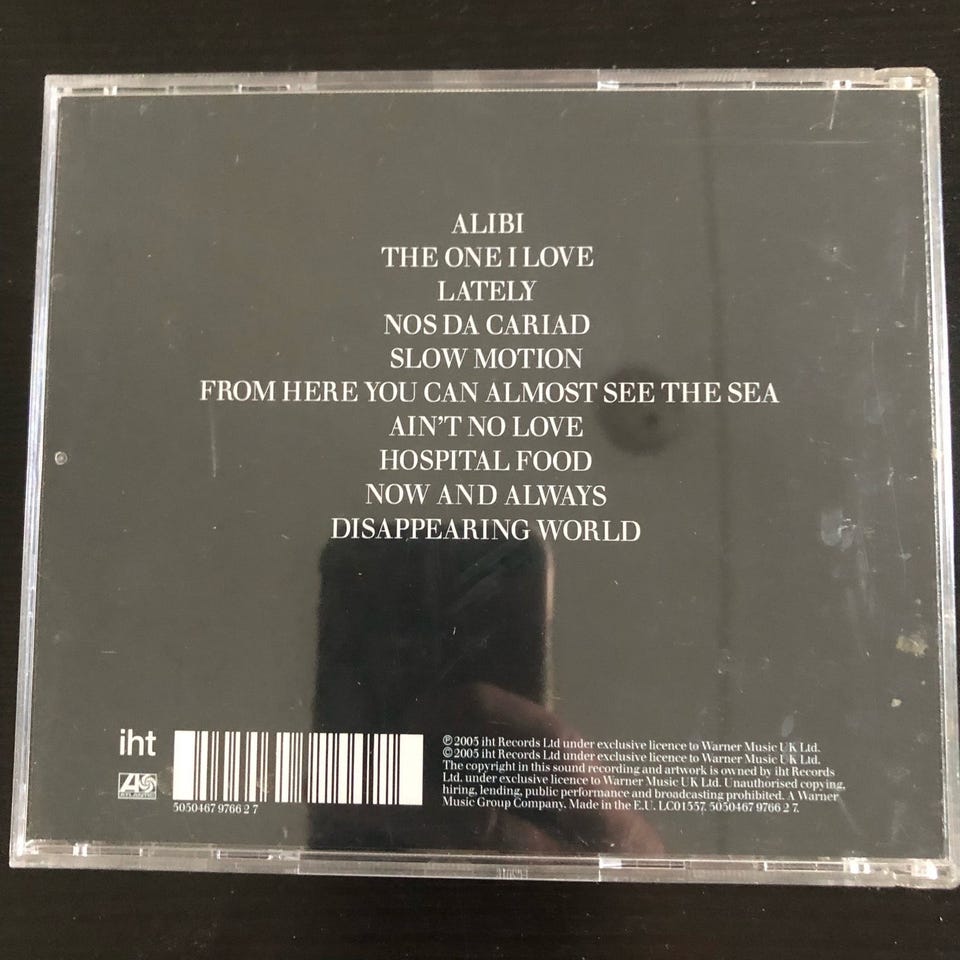 ALIBI
THE ONE I LOVE
LATELY
NOS DA CARIAD
SLOW MOTION
FROM HERE YOU CAN ALMOST SEE THE SEA
AIN'T NO LOVE
HOSPITAL FOOD
NOW AND ALWAYS
DISAPPEARING WORLD
iht
ATLANTIC
5050467 9766 2 7
℗2005 iht Records Ltd under exclusive licence to Warner Music UK Ltd.
©2005 iht Records Ltd under exclusive licence to Warner Music UK Ltd.
The copyright in this sound recording and artwork is owned by iht Records
Ltd. under exclusive licence to Warner Music UK Ltd. Unauthorised copying,
hiring, lending, public performance and broadcasting prohibited. A Warner
Music Group Company. Made in the E.U. LC01557. 5050467 9766 2 7.